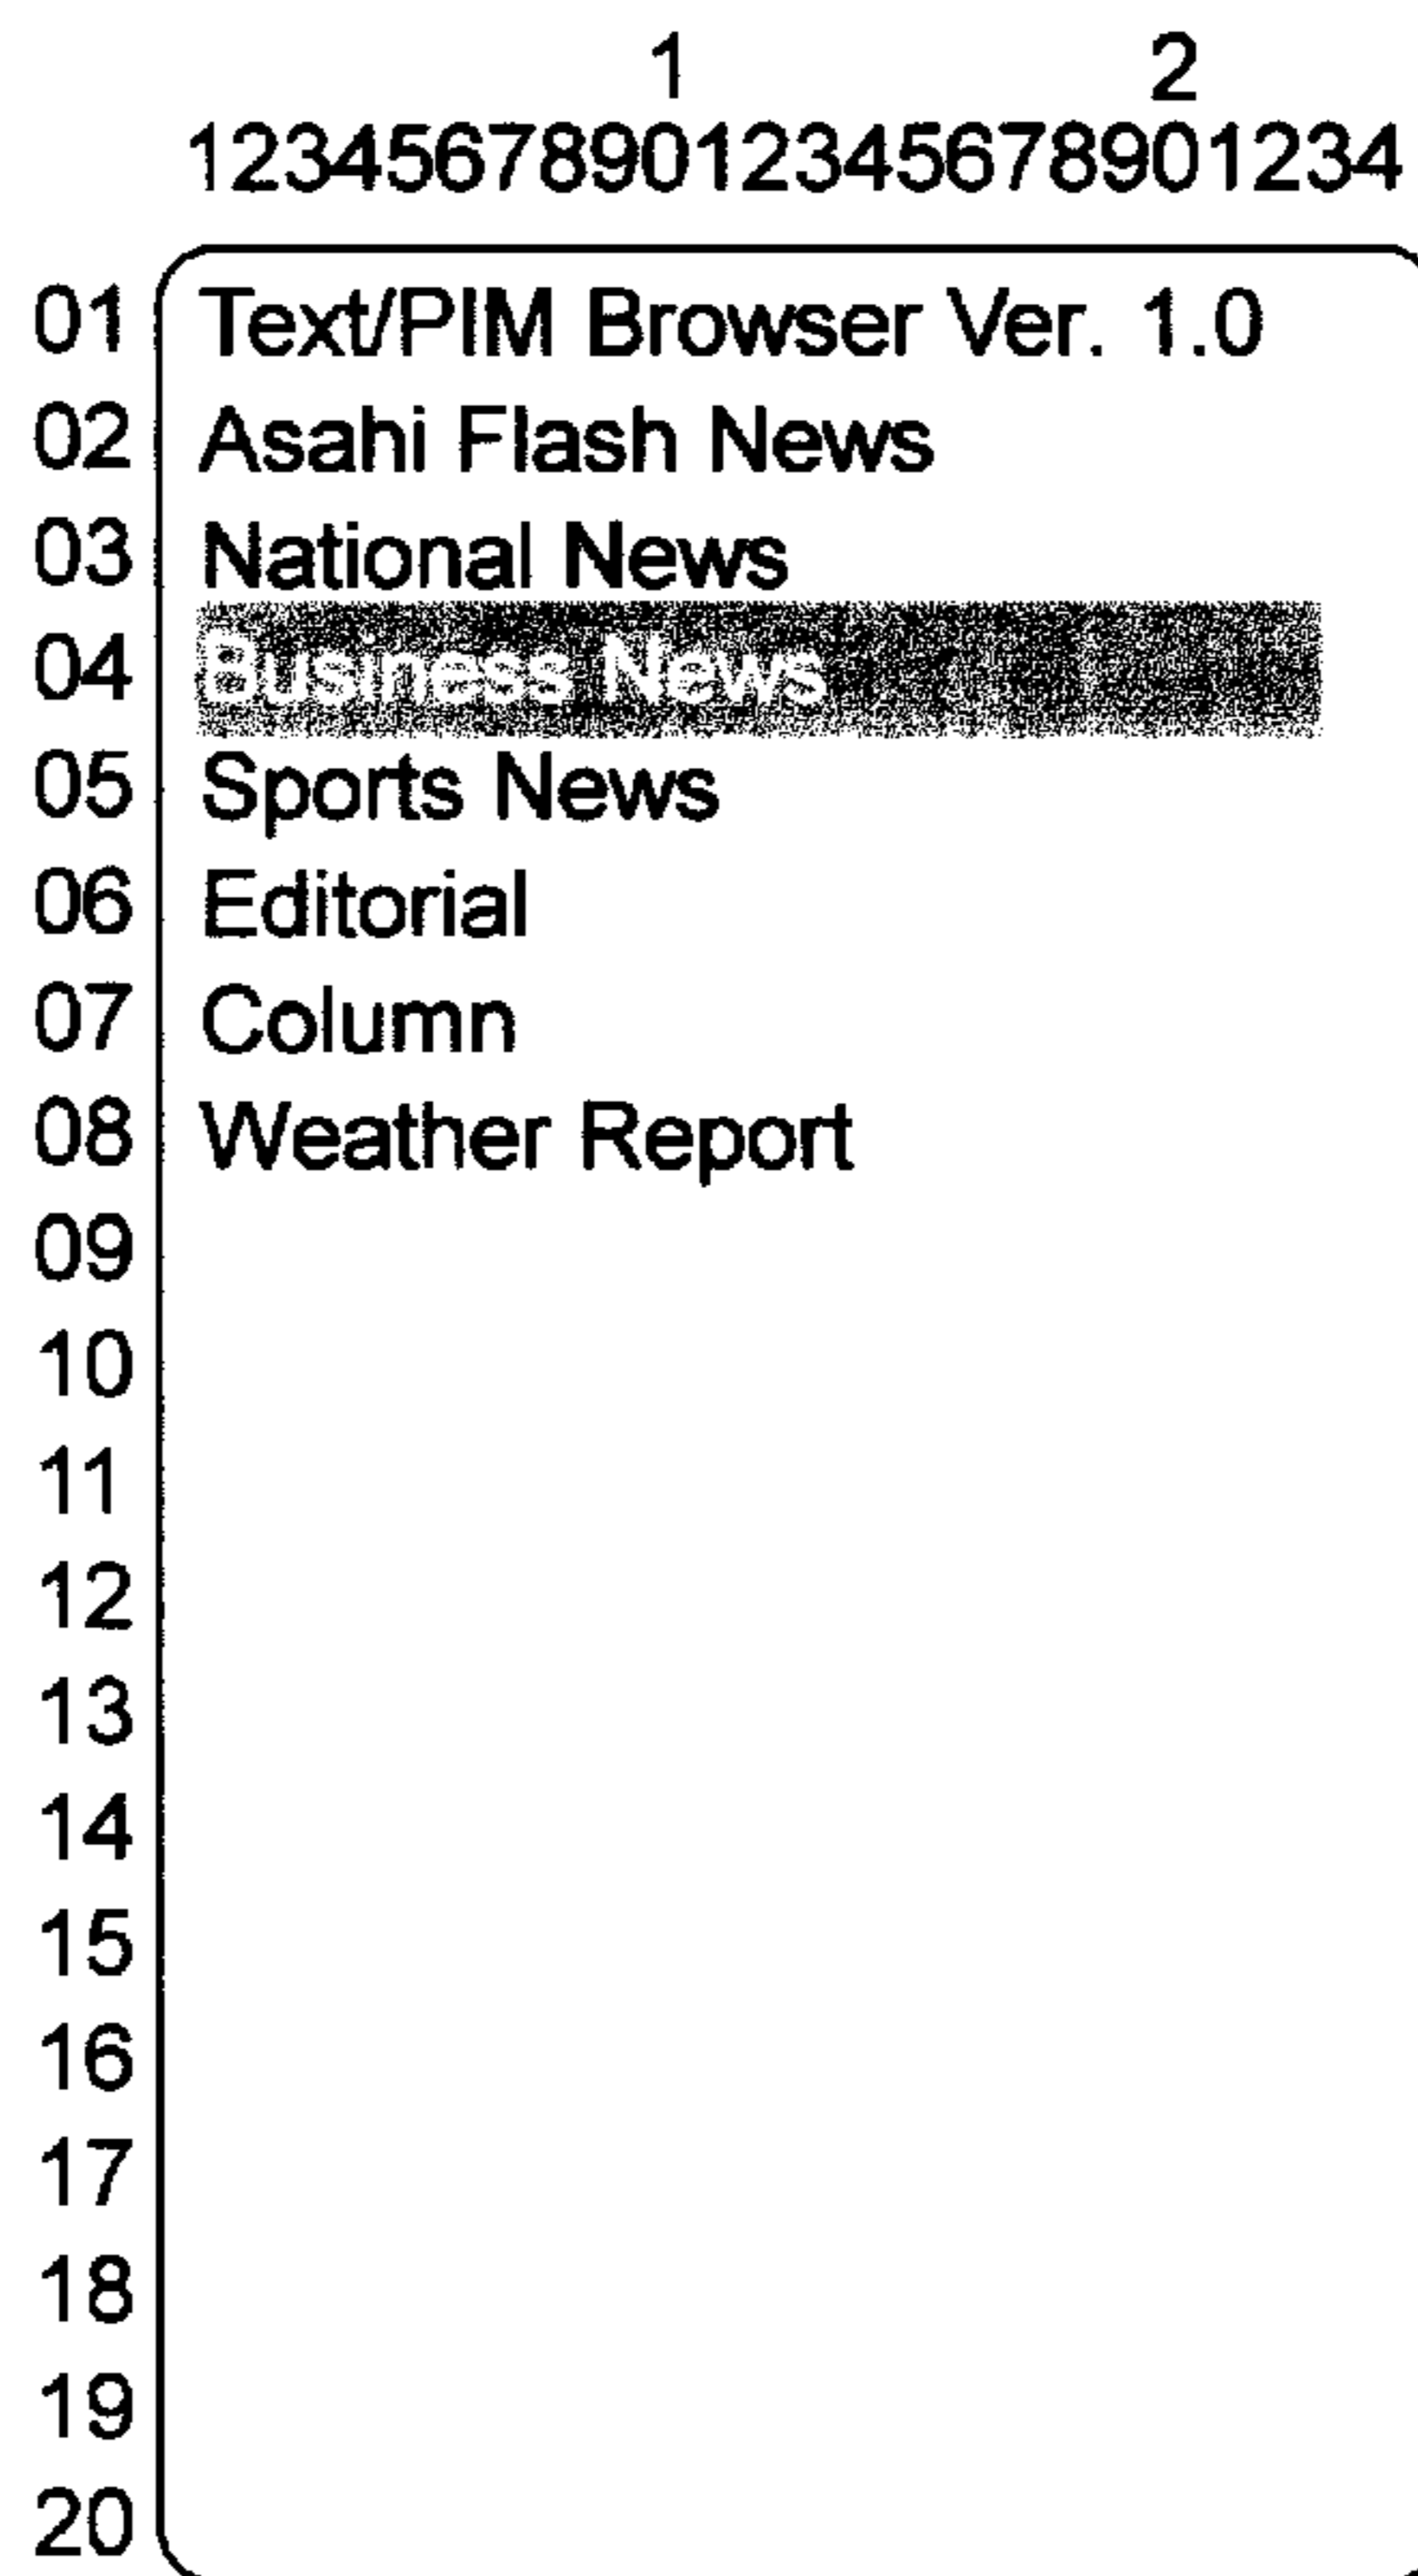 1 2
123456789012345678901234
01 Text/PIM Browser Ver. 1.0
02 Asahi Flash News
03 National News
04 Business News
05 Sports News
06 Editorial
07 Column
08 Weather Report
09
10
11
12
13
14
15
16
17
18
19
20